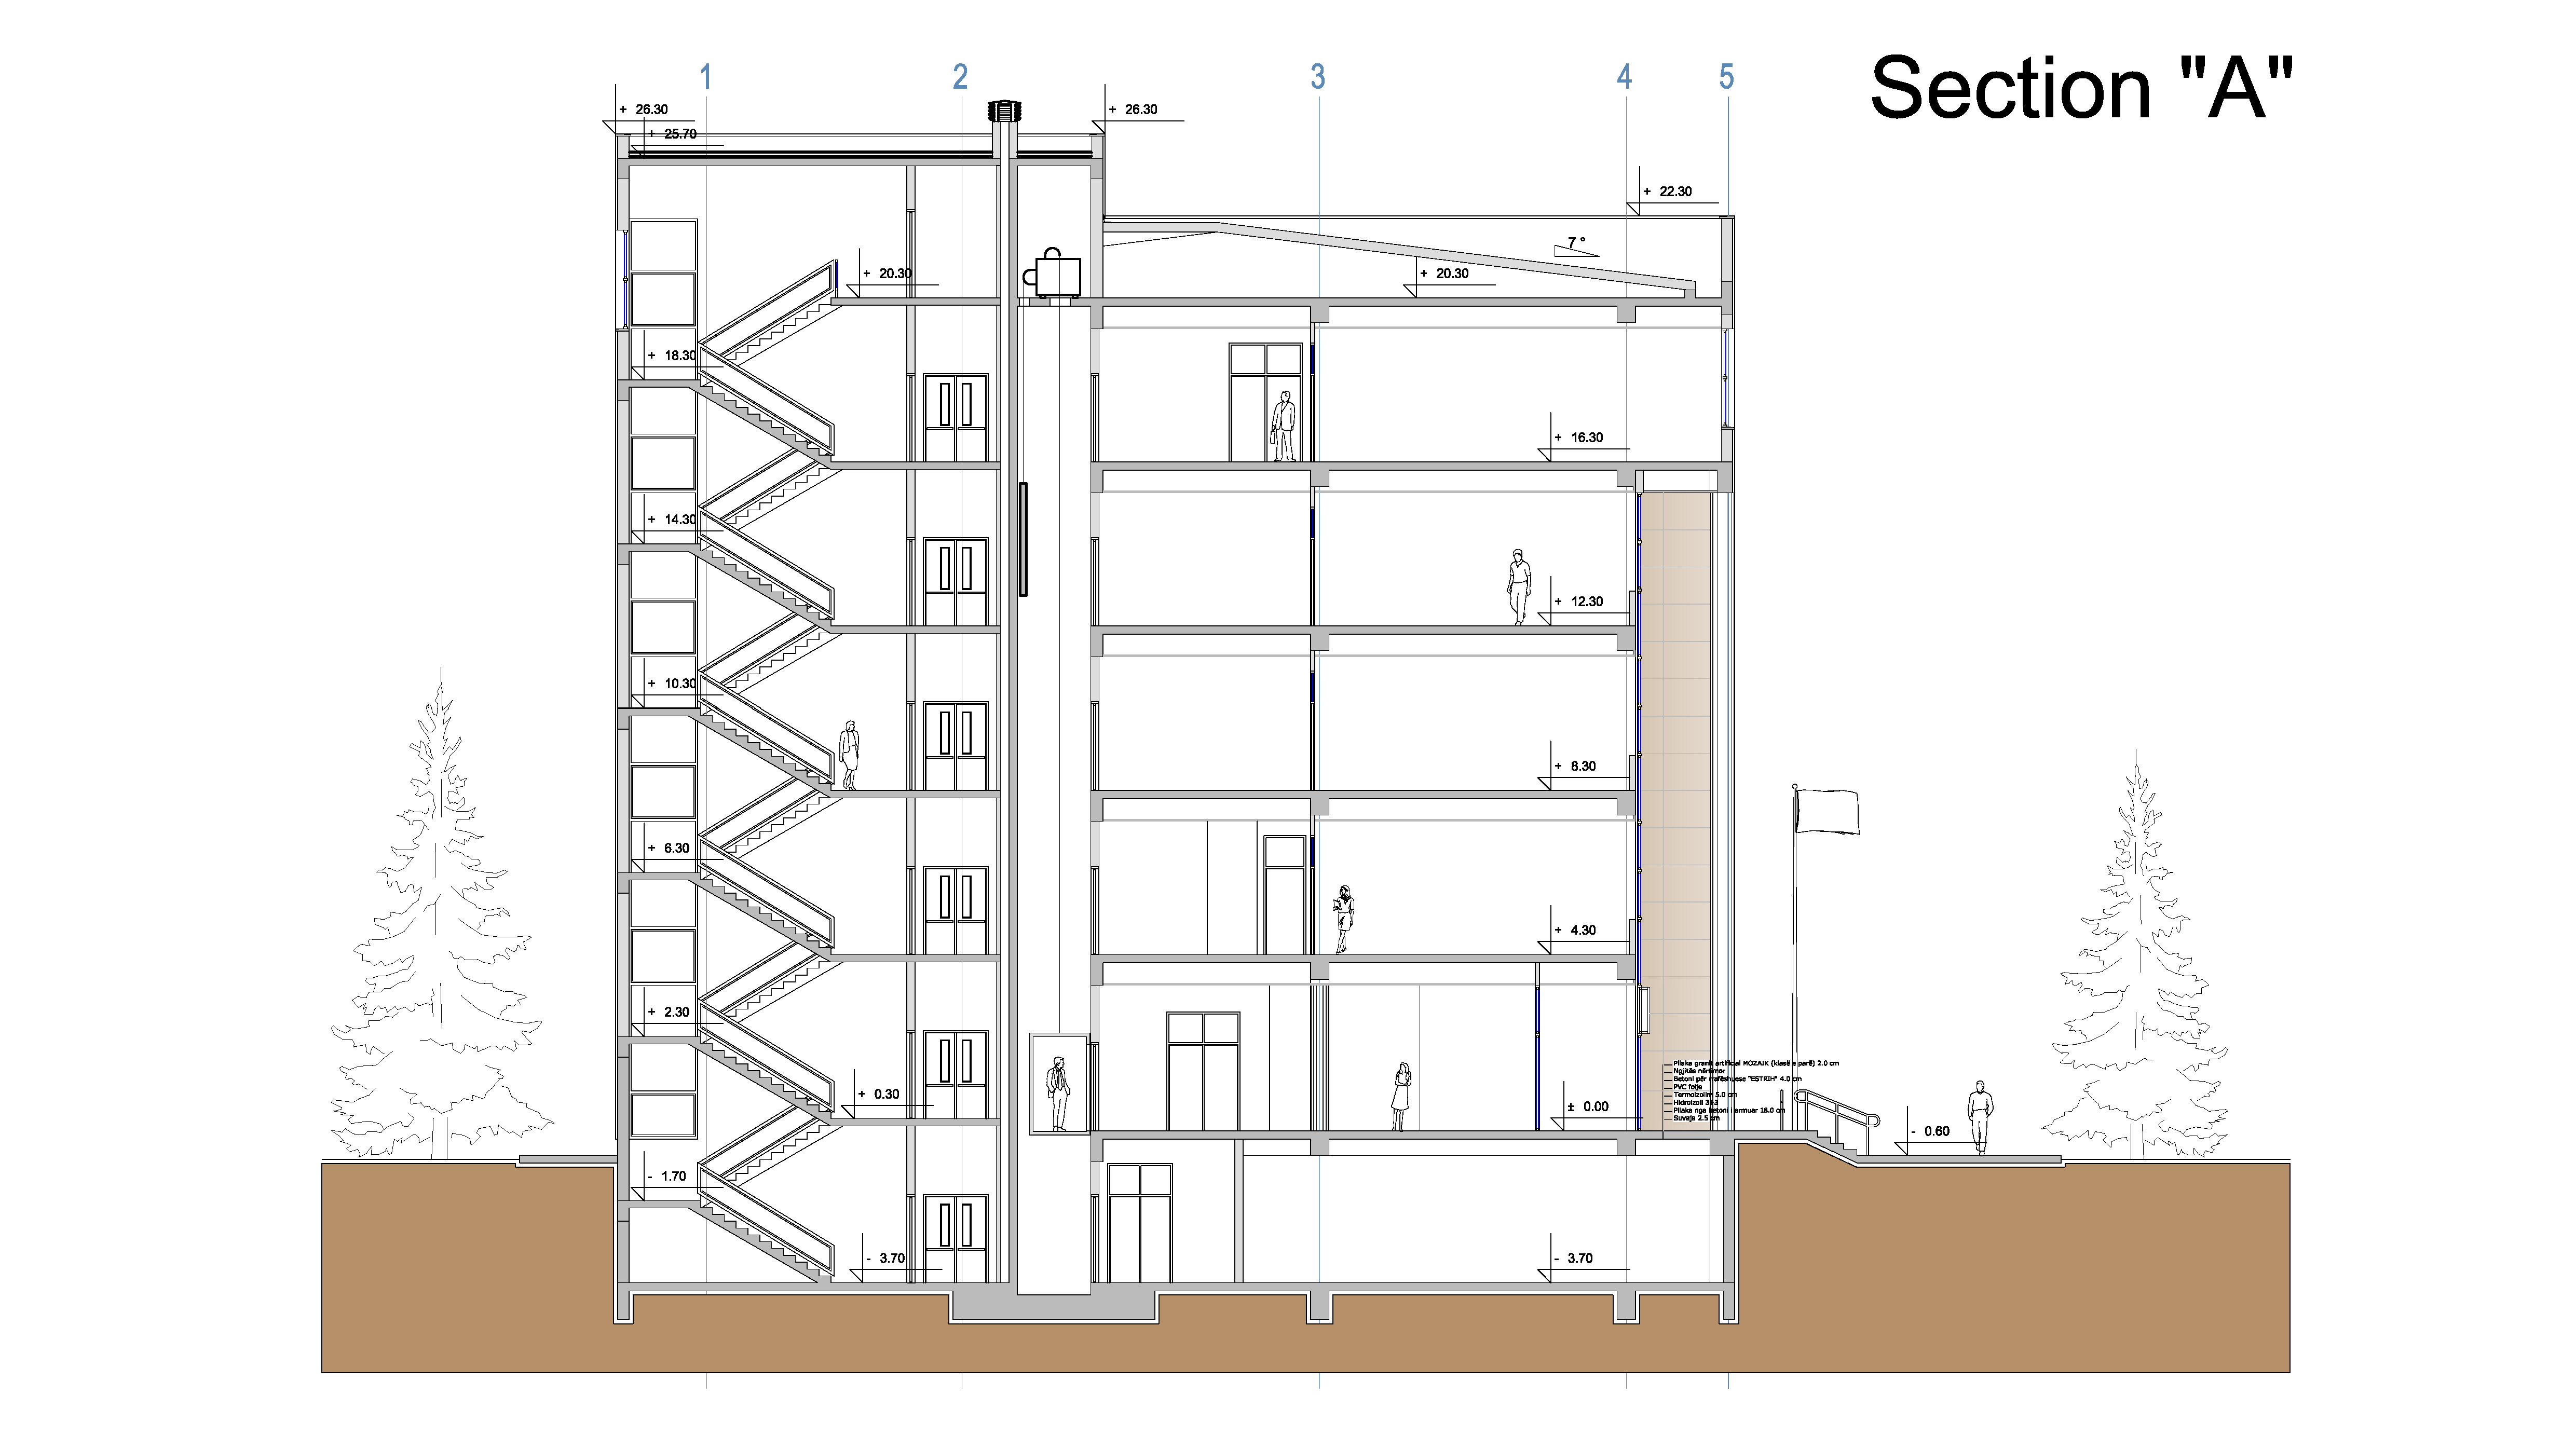 Section "A"
1 2 3 4 5
+ 26.30
+ 26.30
+ 25.70
+ 22.30
7 °
+ 20.30
+ 20.30
+ 18.30
+ 16.30
+ 14.30
+ 12.30
+ 10.30
+ 8.30
+ 6.30
+ 4.30
+ 2.30
+ 0.30
± 0.00
Pllaka granit artificial MOZAIK (klasë e parë) 2.0 cm
Ngjitës nërtimor
Betoni për rrafëshuese "ESTRIH" 4.0 cm
PVC folje
Termoizolim 5.0 cm
Hidroizoli 3+3
Pllaka nga betoni i armuar 18.0 cm
Suvaja 2.5 cm
- 0.60
- 1.70
- 3.70
- 3.70